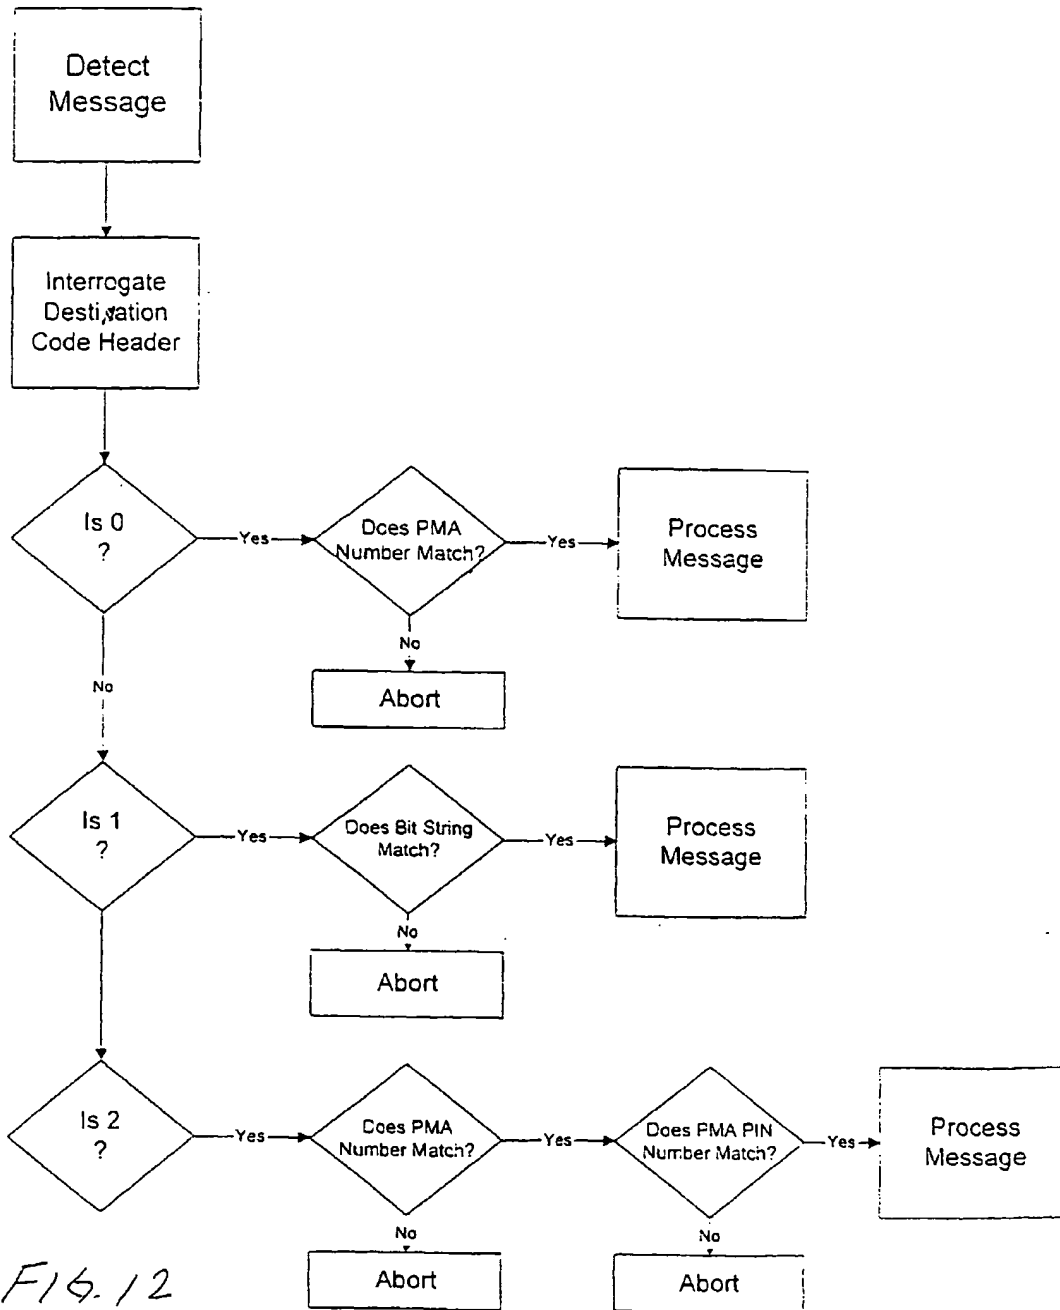 Detect
Message
Interrogate
Destination
Code Header
Is 0
?
Yes
Does PMA
Number Match?
Yes
Process
Message
No
Abort
No
Is 1
?
Yes
Does Bit String
Match?
Yes
Process
Message
No
Abort
Is 2
?
Yes
Does PMA
Number Match?
Yes
Does PMA PIN
Number Match?
Yes
Process
Message
No
Abort
No
Abort
FIG. 12